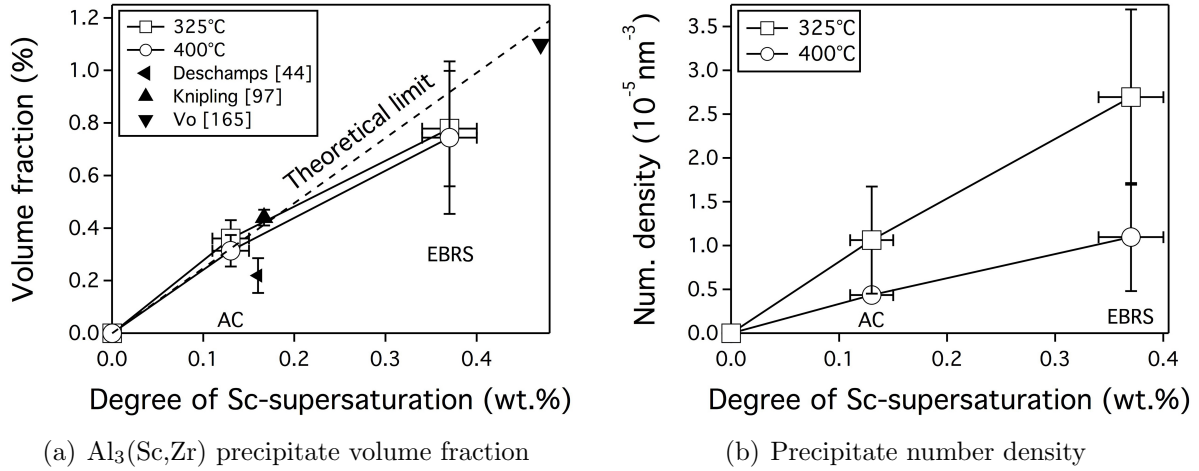 1.2
1.0
0.8
0.6
0.4
0.2
0.0
Volume fraction (%)
325°C
400°C
Deschamps [44]
Knipling [97]
Vo [165]
Theoretical limit
EBRS
AC
0.0 0.1 0.2 0.3 0.4
Degree of Sc-supersaturation (wt.%)
(a) Al₃(Sc,Zr) precipitate volume fraction
3.5
3.0
2.5
2.0
1.5
1.0
0.5
0.0
Num. density (10⁻⁵nm⁻³)
325°C
400°C
AC
EBRS
0.0 0.1 0.2 0.3 0.4
Degree of Sc-supersaturation (wt.%)
(b) Precipitate number density